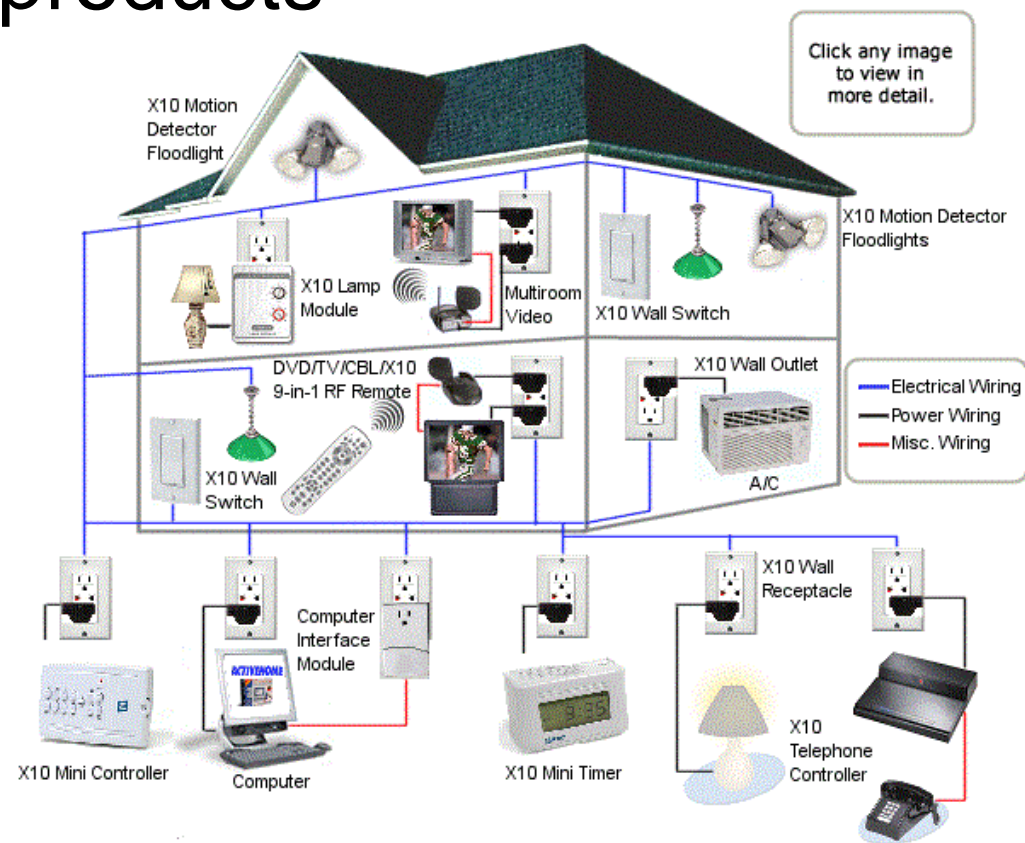 products
Click any image
to view in
more detail.
X10 Motion
Detector
Floodlight
X10 Motion Detector
Floodlights
X10 Lamp
Module
Multiroom
Video
X10 Wall Switch
DVD/TV/CBL/X10
9-in-1 RF Remote
X10 Wall Outlet
Electrical Wiring
Power Wiring
Misc. Wiring
X10 Wall
Switch
A/C
X10 Wall
Receptacle
Computer
Interface
Module
ACTIVEHOME
3:35
X10
Telephone
Controller
X10 Mini Controller
Computer
X10 Mini Timer